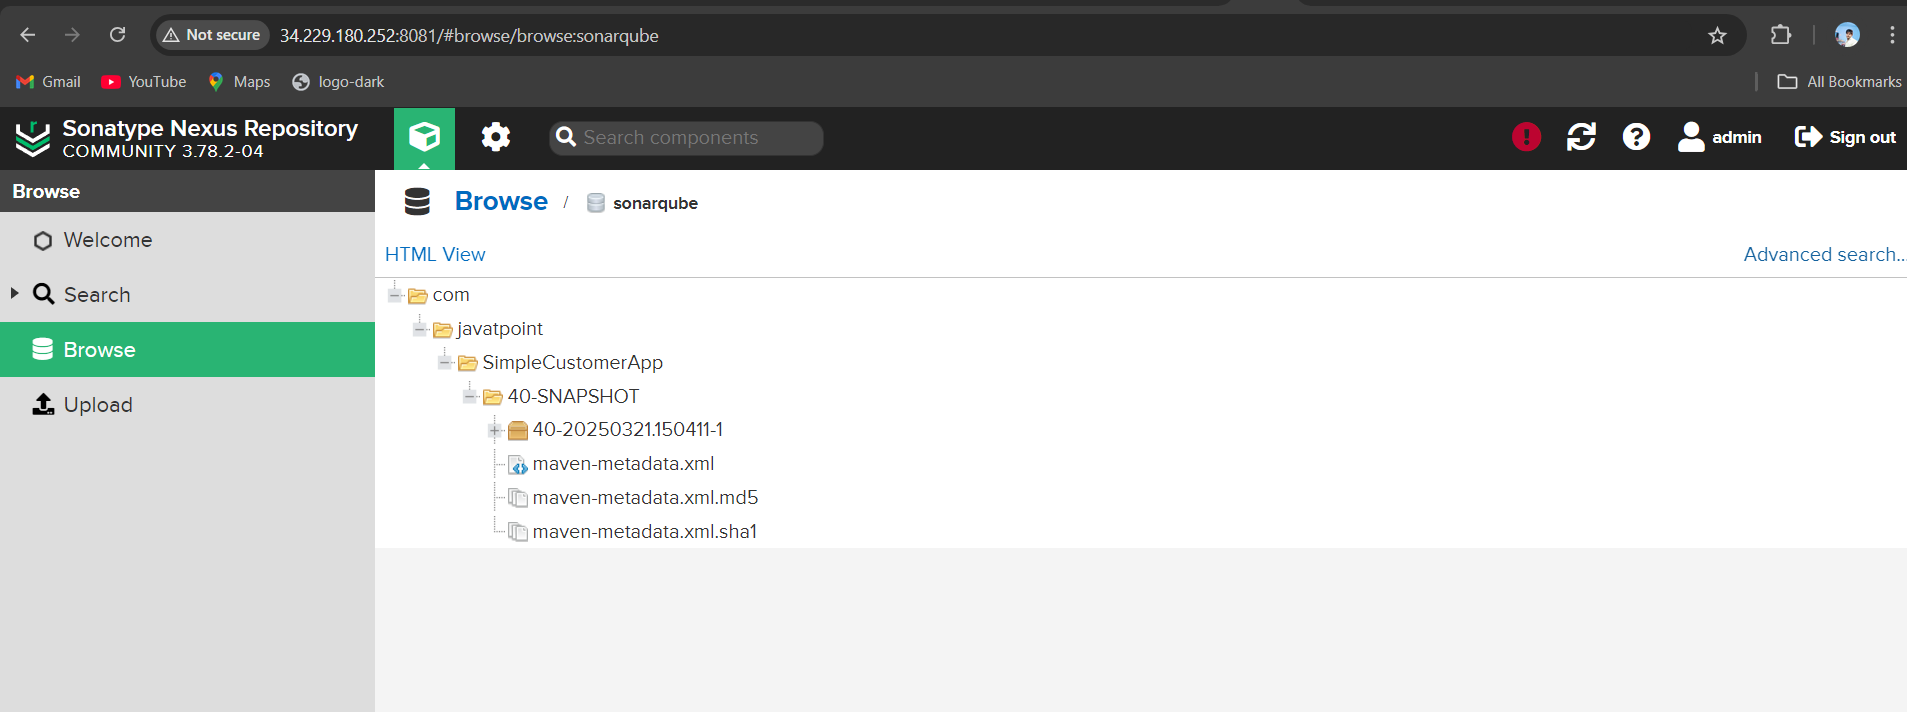 Not secure 34.229.180.252:8081/#browse/browse:sonarqube
Gmail YouTube Maps logo-dark All Bookmarks
Sonatype Nexus Repository
COMMUNITY 3.78.2-04
Search components
admin Sign out
Browse
Welcome
Search
Browse
Upload
Browse / sonarqube
HTML View Advanced search...
com
javatpoint
SimpleCustomerApp
40-SNAPSHOT
40-20250321.150411-1
maven-metadata.xml
maven-metadata.xml.md5
maven-metadata.xml.sha1